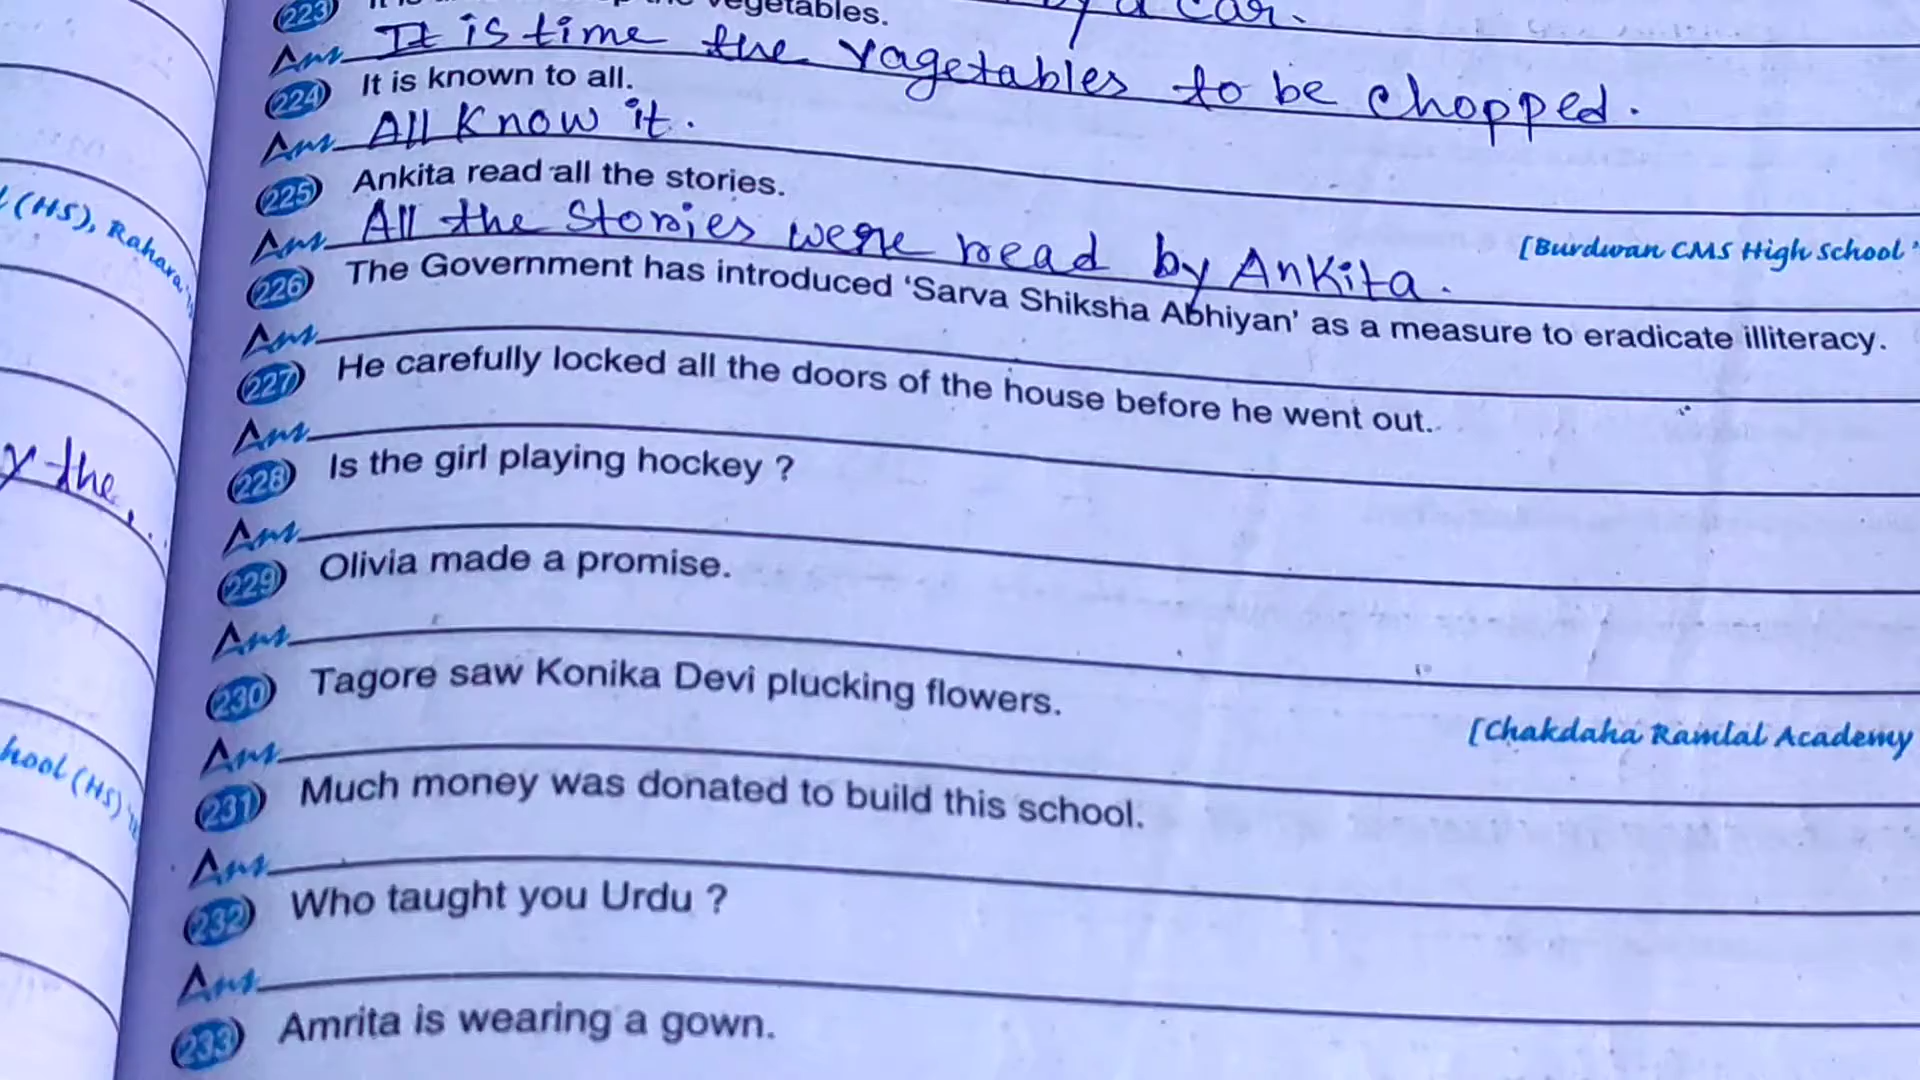 by a car.
223 vegetables.
Ans It is time the vagetables to be chopped.
224 It is known to all.
Ans All Know it.
225 Ankita read all the stories.
[Burdwan CMS High School '
Ans All the Stories were read by Ankita.
226 The Government has introduced ‘Sarva Shiksha Abhiyan’ as a measure to eradicate illiteracy.
Ans
227 He carefully locked all the doors of the house before he went out.
Ans
228 Is the girl playing hockey ?
Ans
229 Olivia made a promise.
Ans
230 Tagore saw Konika Devi plucking flowers.
[Chakdaha Ramlal Academy
Ans
231 Much money was donated to build this school.
Ans
232 Who taught you Urdu ?
Ans
233 Amrita is wearing a gown.
(HS), Rahara,
y the
hool (HS)